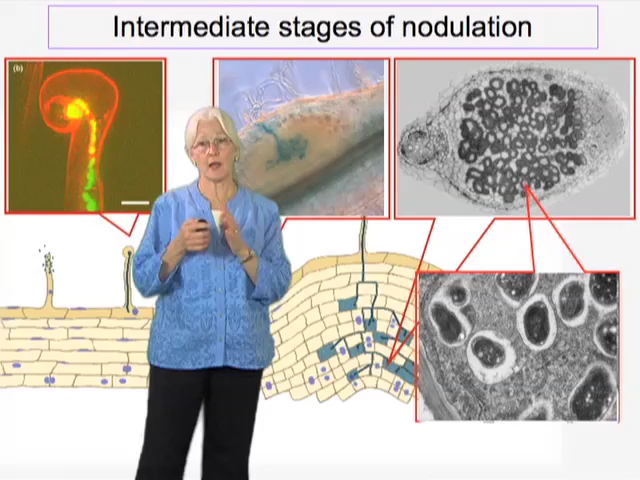 Intermediate stages of nodulation
(b)